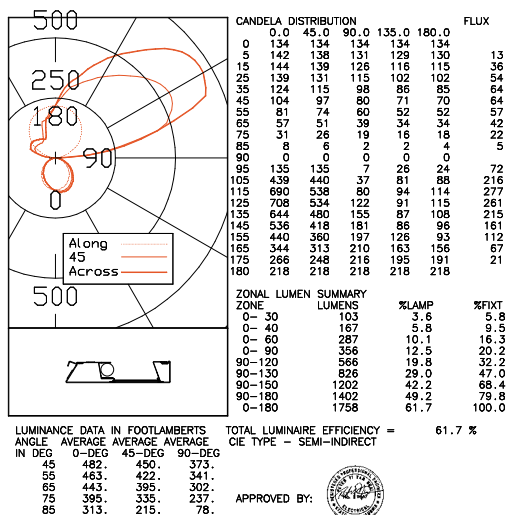 500
250
180
90
0
Along
45
Across
500
CANDELA DISTRIBUTION FLUX
0.0 45.0 90.0 135.0 180.0
0 134 134 134 134 134
5 142 138 131 129 130 13
15 144 139 126 116 115 36
25 139 131 115 102 102 54
35 124 115 98 86 85 64
45 104 97 80 71 70 64
55 81 74 60 52 52 57
65 57 51 39 34 34 42
75 31 26 19 16 18 22
85 8 6 2 2 4 5
90 0 0 0 0 0
95 135 135 7 26 24 72
105 439 440 37 81 88 216
115 690 538 80 94 114 277
125 708 534 122 91 115 261
135 644 480 155 87 108 215
145 536 418 181 86 96 161
155 440 360 197 126 93 112
165 344 313 210 163 156 67
175 266 248 216 195 191 21
180 218 218 218 218 218
ZONAL LUMEN SUMMARY
ZONE LUMENS %LAMP %FIXT
0- 30 103 3.6 5.8
0- 40 167 5.8 9.5
0- 60 287 10.1 16.3
0- 90 356 12.5 20.2
90-120 566 19.8 32.2
90-130 826 29.0 47.0
90-150 1202 42.2 68.4
90-180 1402 49.2 79.8
0-180 1758 61.7 100.0
TOTAL LUMINAIRE EFFICIENCY = 61.7 %
CIE TYPE - SEMI-INDIRECT
LUMINANCE DATA IN FOOTLAMBERTS
ANGLE AVERAGE AVERAGE AVERAGE
IN DEG 0-DEG 45-DEG 90-DEG
45 482. 450. 373.
55 463. 422. 341.
65 443. 395. 302.
75 395. 335. 237.
85 313. 215. 78.
APPROVED BY: